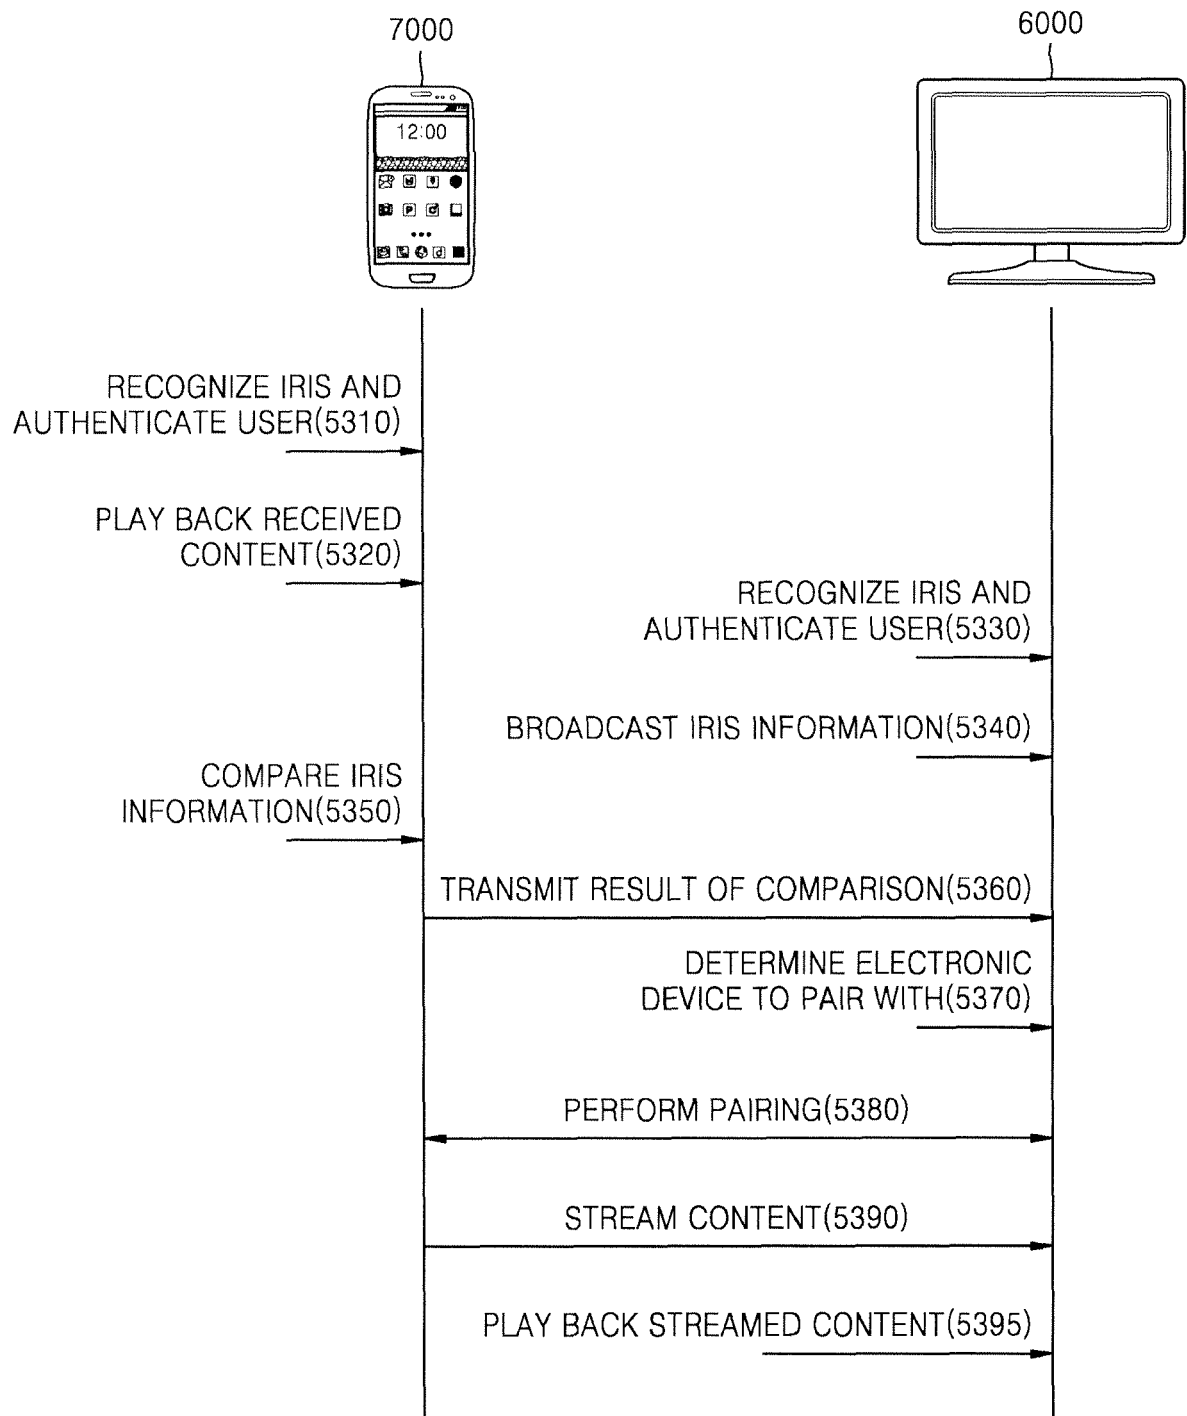 7000
6000
12:00
RECOGNIZE IRIS AND
AUTHENTICATE USER(5310)
PLAY BACK RECEIVED
CONTENT(5320)
RECOGNIZE IRIS AND
AUTHENTICATE USER(5330)
BROADCAST IRIS INFORMATION(5340)
COMPARE IRIS
INFORMATION(5350)
TRANSMIT RESULT OF COMPARISON(5360)
DETERMINE ELECTRONIC
DEVICE TO PAIR WITH(5370)
PERFORM PAIRING(5380)
STREAM CONTENT(5390)
PLAY BACK STREAMED CONTENT(5395)